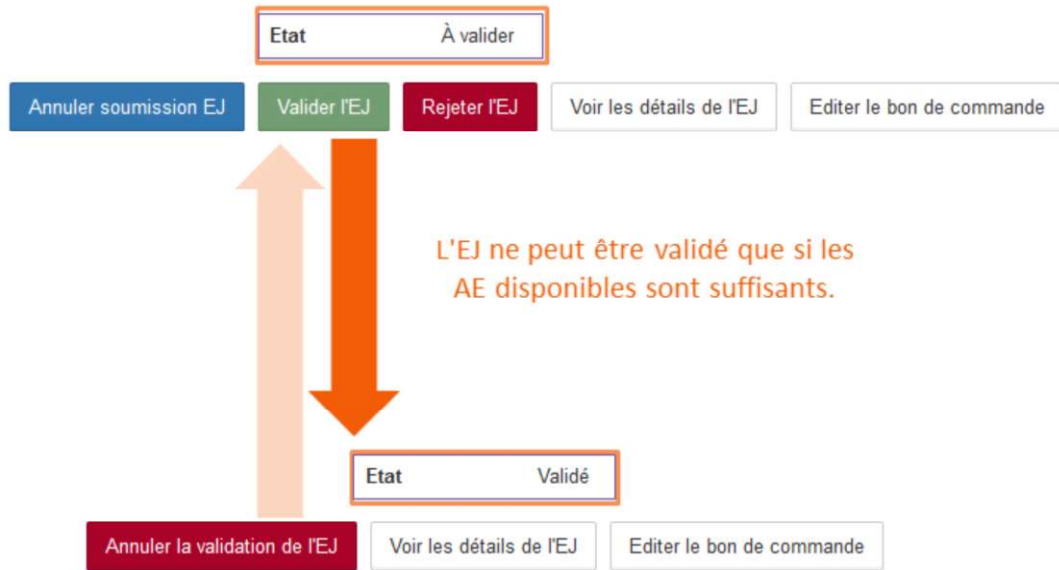 Etat À valider
Annuler soumission EJ Valider l'EJ Rejeter l'EJ Voir les détails de l'EJ Editer le bon de commande
L'EJ ne peut être validé que si les
AE disponibles sont suffisants.
Etat Validé
Annuler la validation de l'EJ Voir les détails de l'EJ Editer le bon de commande